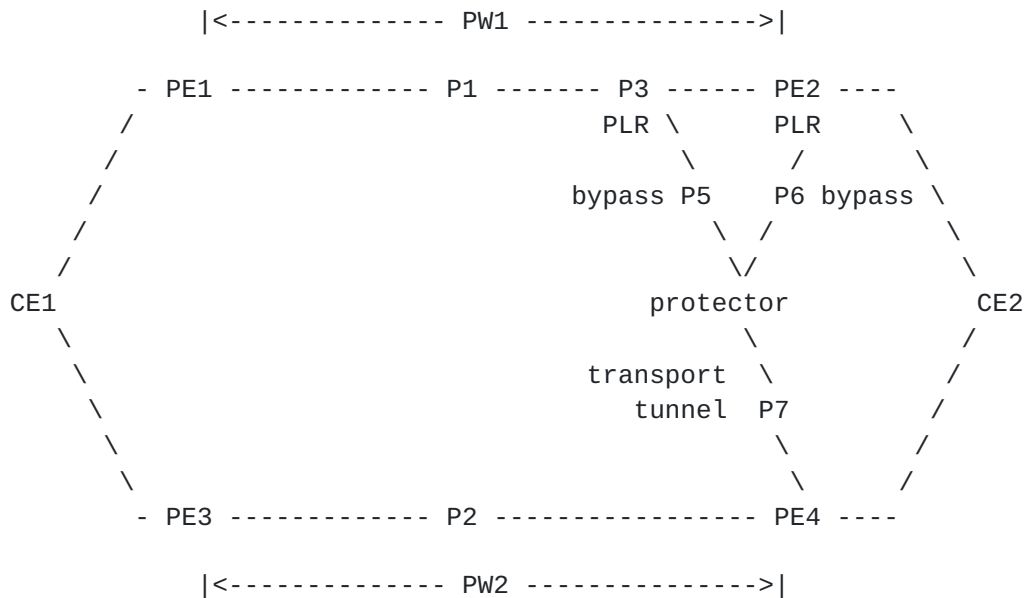 |<-------------- PW1 -------------->|
- PE1 ------------- P1 ------- P3 ------ PE2 ----
PLR PLR
bypass P5 P6 bypass
CE1 protector CE2
transport
tunnel P7
- PE3 ------------- P2 ----------------- PE4 ----
|<-------------- PW2 -------------->|